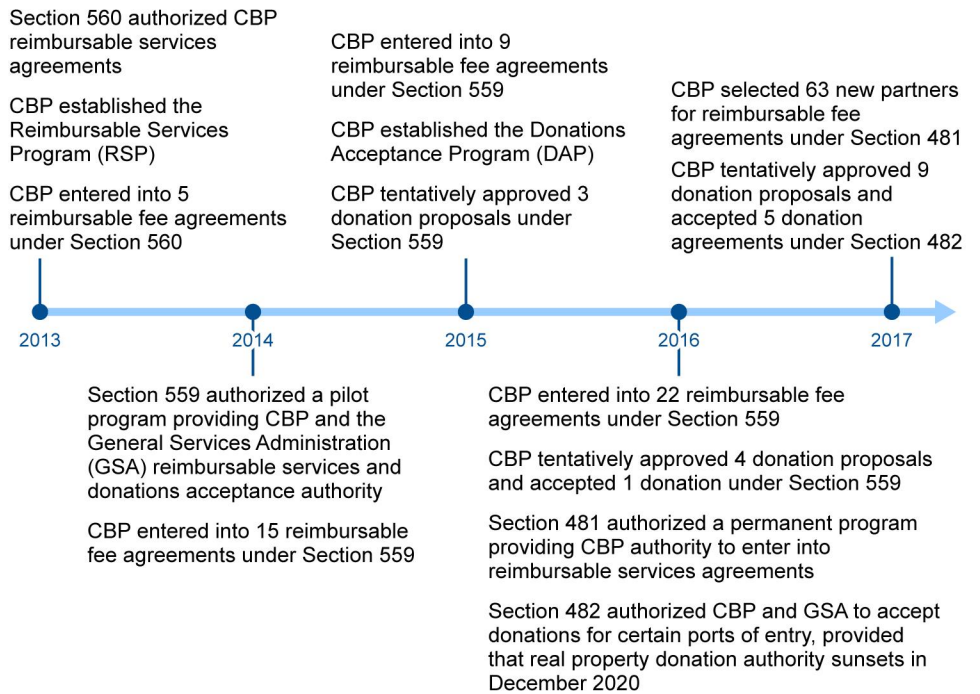 Section 560 authorized CBP
reimbursable services
agreements
CBP established the
Reimbursable Services
Program (RSP)
CBP entered into 5
reimbursable fee agreements
under Section 560
CBP entered into 9
reimbursable fee agreements
under Section 559
CBP established the Donations
Acceptance Program (DAP)
CBP tentatively approved 3
donation proposals under
Section 559
CBP selected 63 new partners
for reimbursable fee
agreements under Section 481
CBP tentatively approved 9
donation proposals and
accepted 5 donation
agreements under Section 482
2013
2014
2015
2016
2017
Section 559 authorized a pilot
program providing CBP and the
General Services Administration
(GSA) reimbursable services and
donations acceptance authority
CBP entered into 15 reimbursable
fee agreements under Section 559
CBP entered into 22 reimbursable fee
agreements under Section 559
CBP tentatively approved 4 donation proposals
and accepted 1 donation under Section 559
Section 481 authorized a permanent program
providing CBP authority to enter into
reimbursable services agreements
Section 482 authorized CBP and GSA to accept
donations for certain ports of entry, provided
that real property donation authority sunsets in
December 2020